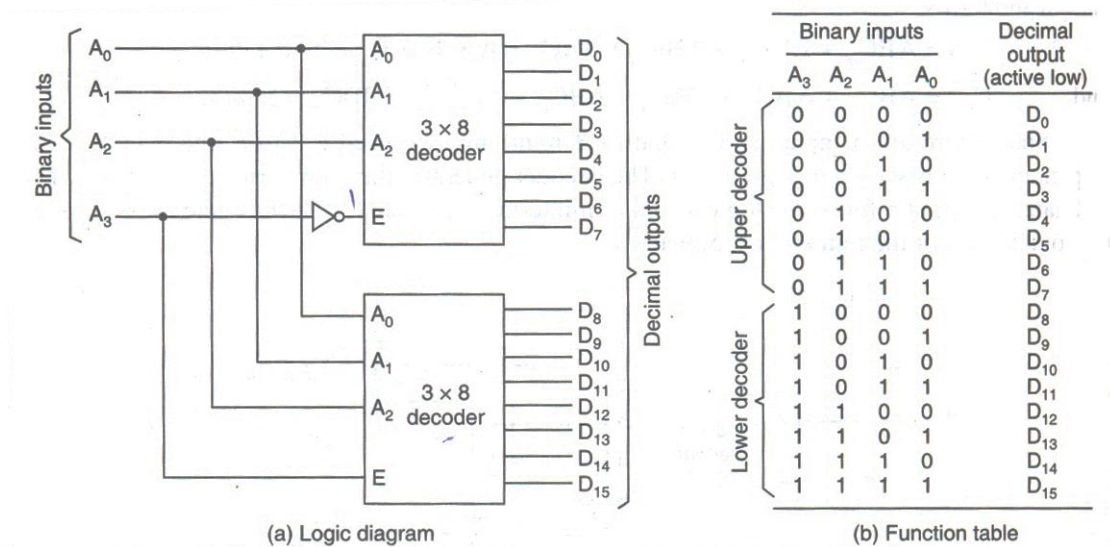 Binary inputs
A₀
A₁
A₂
A₃
A₀
A₁
A₂
E
3 × 8
decoder
D₀
D₁
D₂
D₃
D₄
D₅
D₆
D₇
A₀
A₁
A₂
E
3 × 8
decoder
D₈
D₉
D₁₀
D₁₁
D₁₂
D₁₃
D₁₄
D₁₅
Decimal outputs
(a) Logic diagram
Binary inputs
Decimal
output
(active low)
A₃ A₂ A₁ A₀
Upper decoder
0 0 0 0 D₀
0 0 0 1 D₁
0 0 1 0 D₂
0 0 1 1 D₃
0 1 0 0 D₄
0 1 0 1 D₅
0 1 1 0 D₆
0 1 1 1 D₇
Lower decoder
1 0 0 0 D₈
1 0 0 1 D₉
1 0 1 0 D₁₀
1 0 1 1 D₁₁
1 1 0 0 D₁₂
1 1 0 1 D₁₃
1 1 1 0 D₁₄
1 1 1 1 D₁₅
(b) Function table